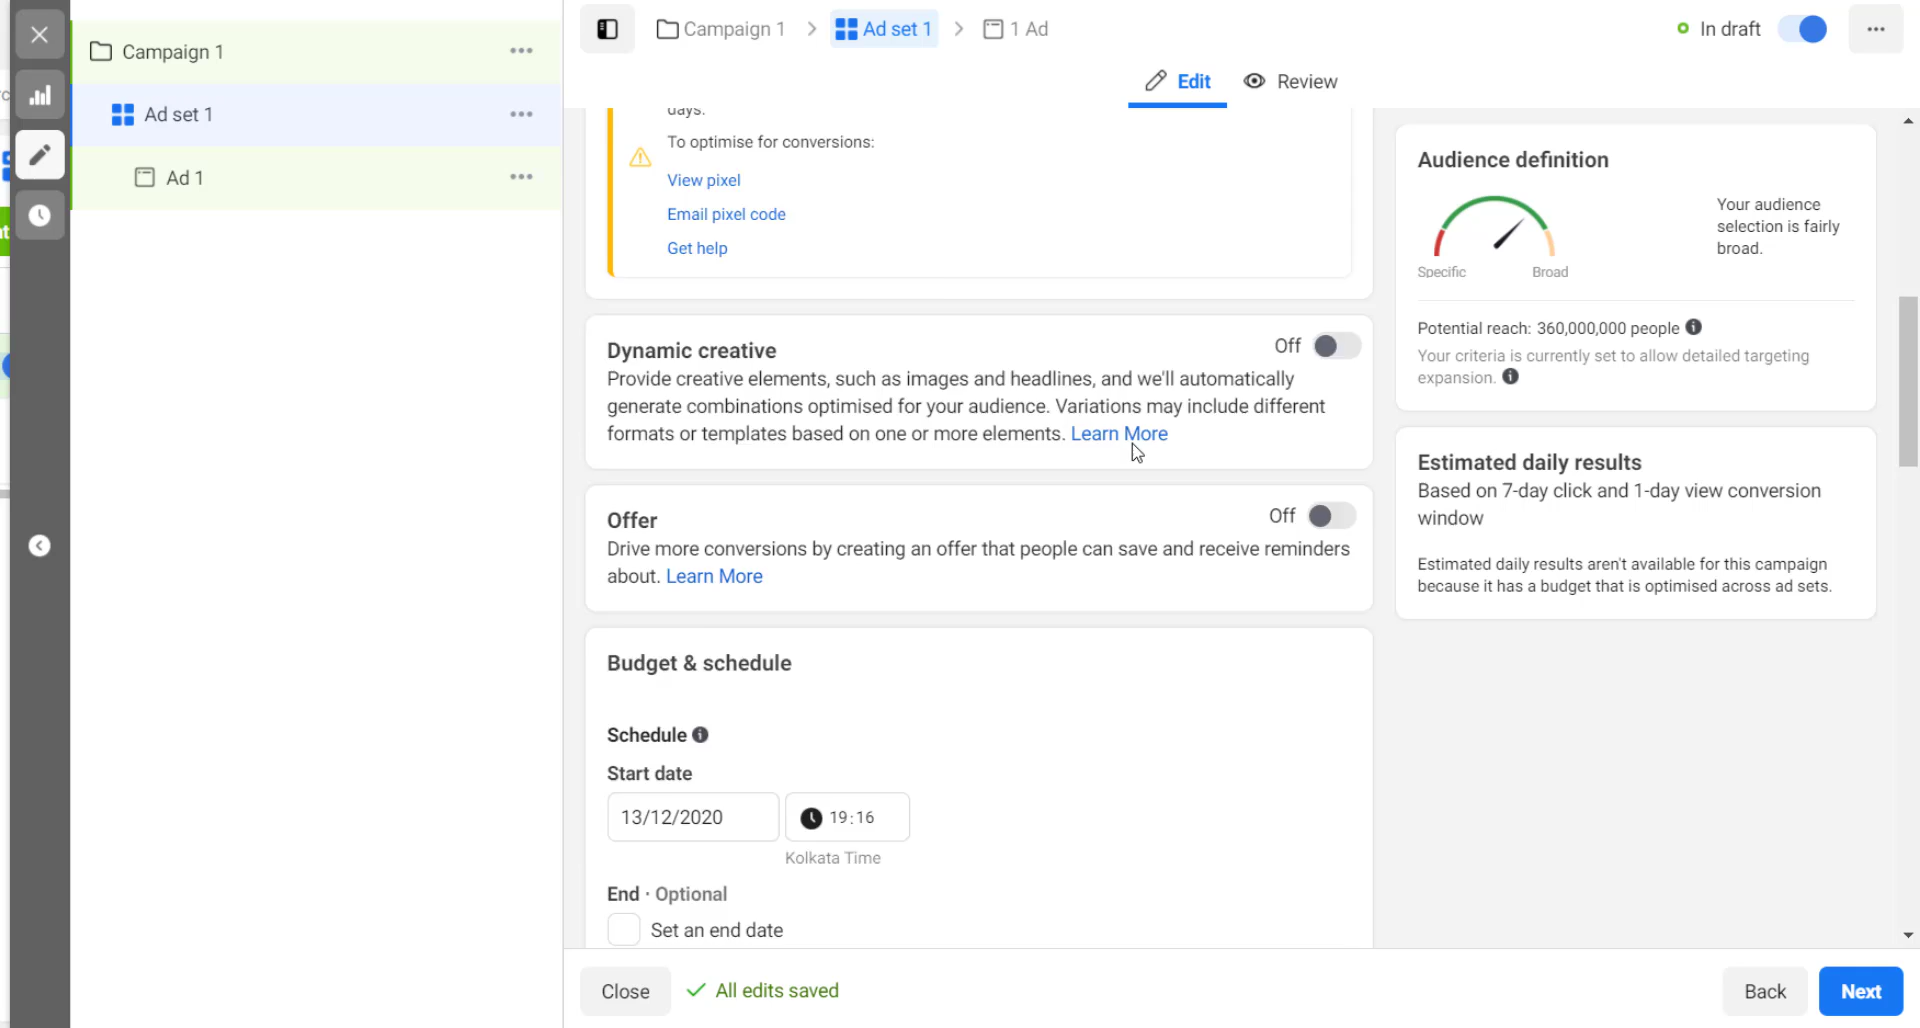 Campaign 1
Ad set 1
Ad 1
Campaign 1 > Ad set 1 > 1 Ad
In draft
Edit
Review
days.
To optimise for conversions:
View pixel
Email pixel code
Get help
Dynamic creative
Off
Provide creative elements, such as images and headlines, and we'll automatically
generate combinations optimised for your audience. Variations may include different
formats or templates based on one or more elements. Learn More
Offer
Off
Drive more conversions by creating an offer that people can save and receive reminders
about. Learn More
Budget & schedule
Schedule
Start date
13/12/2020
19:16
Kolkata Time
End · Optional
Set an end date
Audience definition
Specific
Broad
Your audience
selection is fairly
broad.
Potential reach: 360,000,000 people
Your criteria is currently set to allow detailed targeting
expansion.
Estimated daily results
Based on 7-day click and 1-day view conversion
window
Estimated daily results aren't available for this campaign
because it has a budget that is optimised across ad sets.
Close
All edits saved
Back
Next